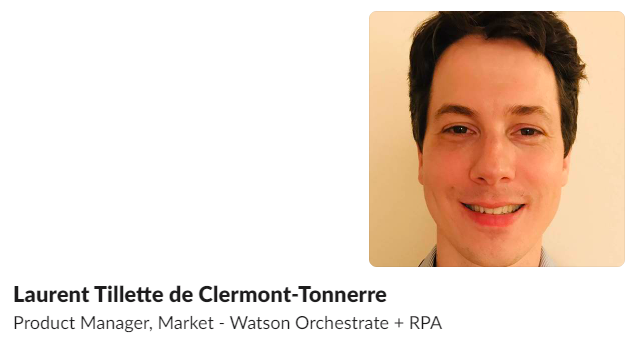 Laurent Tillette de Clermont-Tonnerre
Product Manager, Market - Watson Orchestrate + RPA